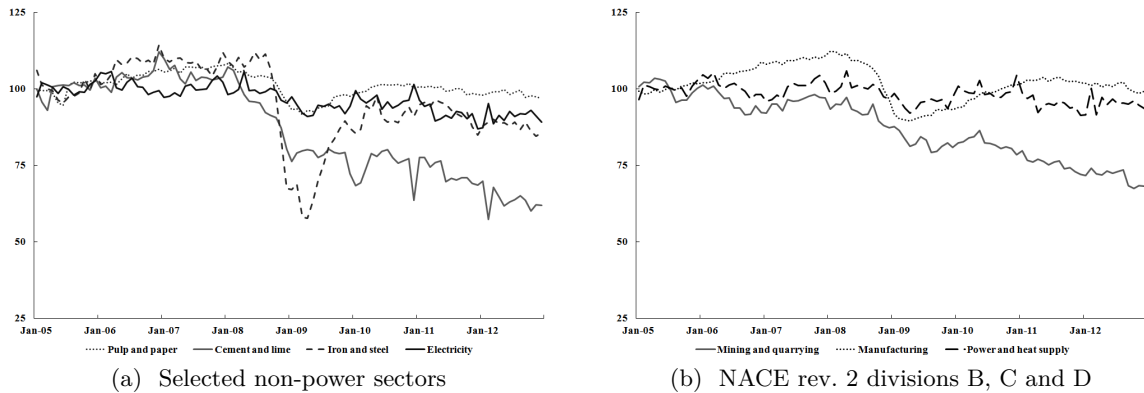 125
100
75
50
25
Jan-05 Jan-06 Jan-07 Jan-08 Jan-09 Jan-10 Jan-11 Jan-12
Pulp and paper Cement and lime Iron and steel Electricity
(a) Selected non-power sectors
125
100
75
50
25
Jan-05 Jan-06 Jan-07 Jan-08 Jan-09 Jan-10 Jan-11 Jan-12
Mining and quarrying Manufacturing Power and heat supply
(b) NACE rev. 2 divisions B, C and D